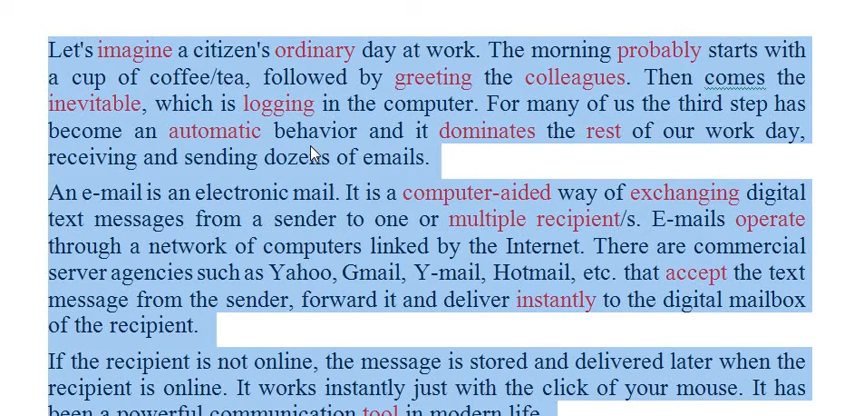 Let's imagine a citizen's ordinary day at work. The morning probably starts with
a cup of coffee/tea, followed by greeting the colleagues. Then comes the
inevitable, which is logging in the computer. For many of us the third step has
become an automatic behavior and it dominates the rest of our work day,
receiving and sending dozens of emails.
An e-mail is an electronic mail. It is a computer-aided way of exchanging digital
text messages from a sender to one or multiple recipient/s. E-mails operate
through a network of computers linked by the Internet. There are commercial
server agencies such as Yahoo, Gmail, Y-mail, Hotmail, etc. that accept the text
message from the sender, forward it and deliver instantly to the digital mailbox
of the recipient.
If the recipient is not online, the message is stored and delivered later when the
recipient is online. It works instantly just with the click of your mouse. It has
been a powerful communication tool in modern life.